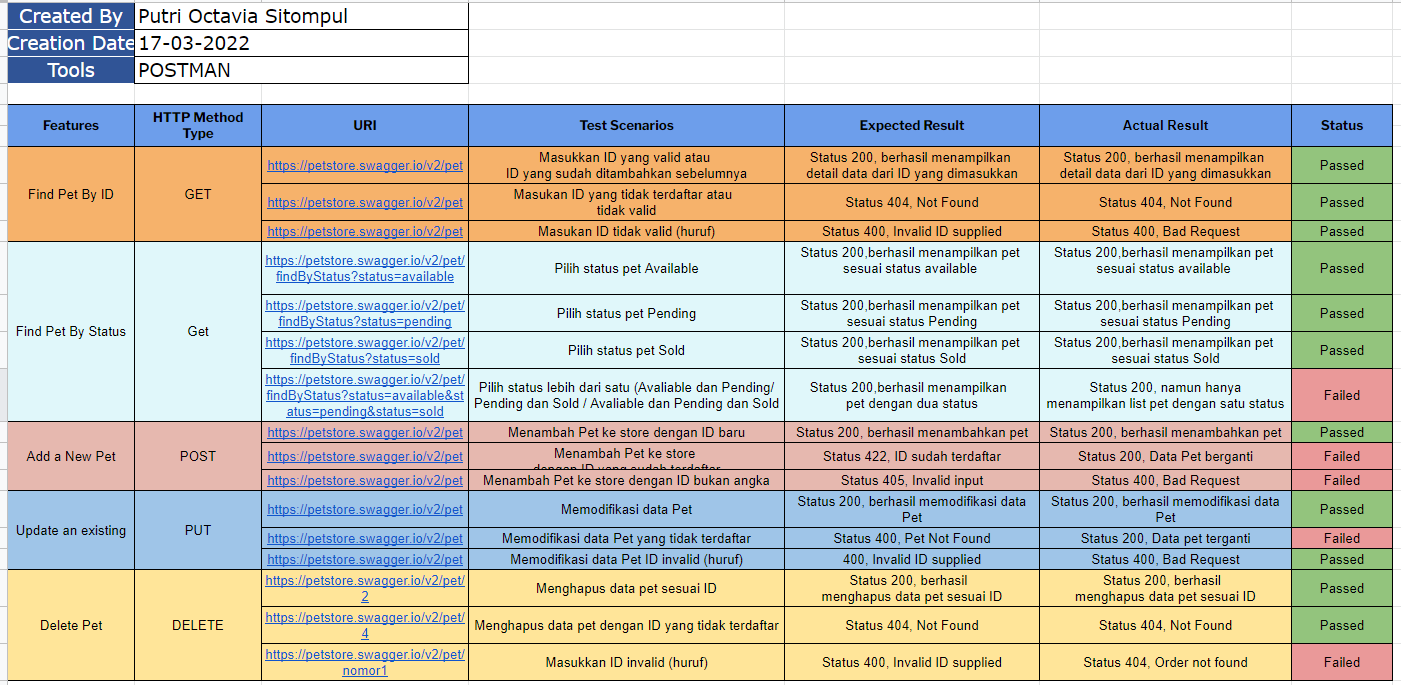 Created By Putri Octavia Sitompul
Creation Date 17-03-2022
Tools POSTMAN
Features HTTP Method Type URI Test Scenarios Expected Result Actual Result Status
Find Pet By ID
GET
https://petstore.swagger.io/v2/pet
Masukkan ID yang valid atau
ID yang sudah ditambahkan sebelumnya
Status 200, berhasil menampilkan
detail data dari ID yang dimasukkan
Status 200, berhasil menampilkan
detail data dari ID yang dimasukkan
Passed
https://petstore.swagger.io/v2/pet
Masukan ID yang tidak terdaftar atau
tidak valid
Status 404, Not Found
Status 404, Not Found
Passed
https://petstore.swagger.io/v2/pet
Masukan ID tidak valid (huruf)
Status 400, Invalid ID supplied
Status 400, Bad Request
Passed
Find Pet By Status
Get
https://petstore.swagger.io/v2/pet/
findByStatus?status=available
Pilih status pet Available
Status 200,berhasil menampilkan pet
sesuai status available
Status 200,berhasil menampilkan pet
sesuai status available
Passed
https://petstore.swagger.io/v2/pet/
findByStatus?status=pending
Pilih status pet Pending
Status 200,berhasil menampilkan pet
sesuai status Pending
Status 200,berhasil menampilkan pet
sesuai status Pending
Passed
https://petstore.swagger.io/v2/pet/
findByStatus?status=sold
Pilih status pet Sold
Status 200,berhasil menampilkan pet
sesuai status Sold
Status 200,berhasil menampilkan pet
sesuai status Sold
Passed
https://petstore.swagger.io/v2/pet/
findByStatus?status=available&st
atus=pending&status=sold
Pilih status lebih dari satu (Avaliable dan Pending/
Pending dan Sold / Avaliable dan Pending dan Sold
Status 200,berhasil menampilkan
pet dengan dua status
Status 200, namun hanya
menampilkan list pet dengan satu status
Failed
Add a New Pet
POST
https://petstore.swagger.io/v2/pet
Menambah Pet ke store dengan ID baru
Status 200, berhasil menambahkan pet
Status 200, berhasil menambahkan pet
Passed
https://petstore.swagger.io/v2/pet
Menambah Pet ke store
dengan ID yang sudah terdaftar
Status 422, ID sudah terdaftar
Status 200, Data Pet berganti
Failed
https://petstore.swagger.io/v2/pet
Menambah Pet ke store dengan ID bukan angka
Status 405, Invalid input
Status 400, Bad Request
Failed
Update an existing
PUT
https://petstore.swagger.io/v2/pet
Memodifikasi data Pet
Status 200, berhasil memodifikasi data
Pet
Status 200, berhasil memodifikasi data
Pet
Passed
https://petstore.swagger.io/v2/pet
Memodifikasi data Pet yang tidak terdaftar
Status 400, Pet Not Found
Status 200, Data pet terganti
Failed
https://petstore.swagger.io/v2/pet
Memodifikasi data Pet ID invalid (huruf)
400, Invalid ID supplied
Status 400, Bad Request
Passed
Delete Pet
DELETE
https://petstore.swagger.io/v2/pet/
2
Menghapus data pet sesuai ID
Status 200, berhasil
menghapus data pet sesuai ID
Status 200, berhasil
menghapus data pet sesuai ID
Passed
https://petstore.swagger.io/v2/pet/
4
Menghapus data pet dengan ID yang tidak terdaftar
Status 404, Not Found
Status 404, Not Found
Passed
https://petstore.swagger.io/v2/pet/
nomor1
Masukkan ID invalid (huruf)
Status 400, Invalid ID supplied
Status 404, Order not found
Failed